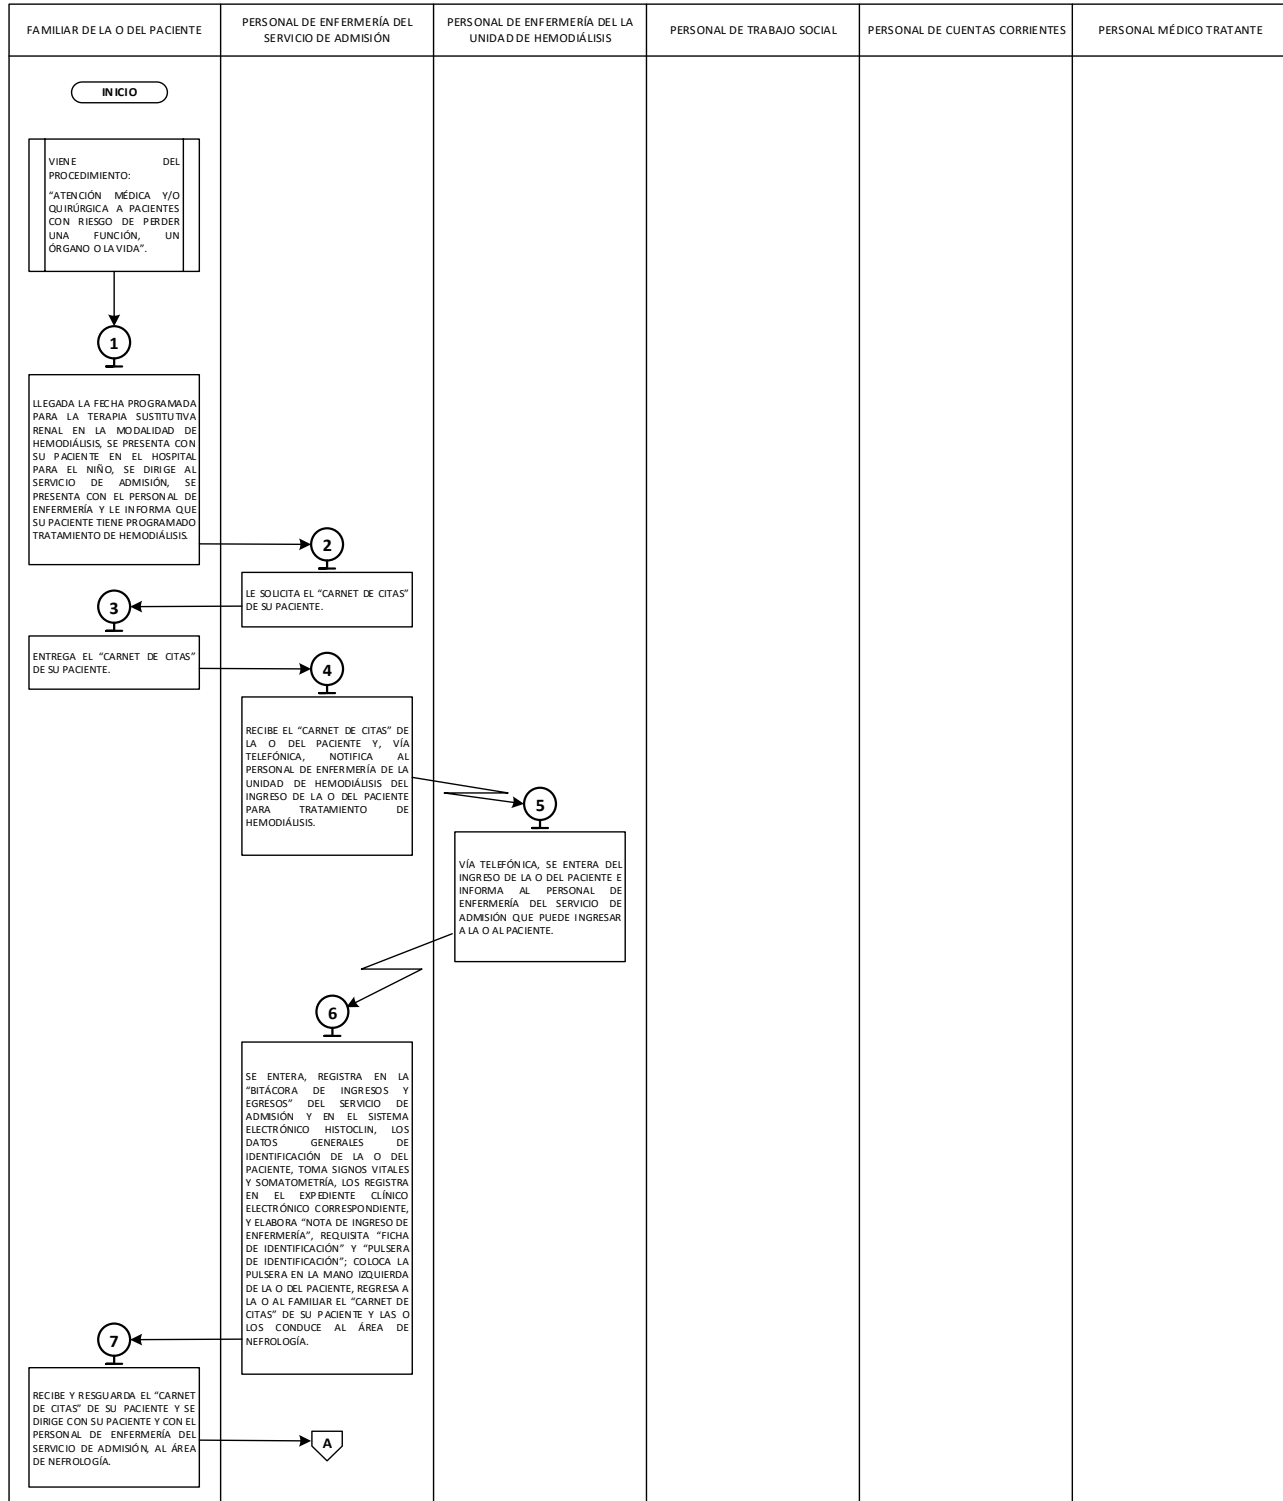 FAMILIAR DE LA O DEL PACIENTE
PERSONAL DE ENFERMERÍA DEL
SERVICIO DE ADMISIÓN
PERSONAL DE ENFERMERÍA DEL LA
UNIDAD DE HEMODIÁLISIS
PERSONAL DE TRABAJO SOCIAL
PERSONAL DE CUENTAS CORRIENTES
PERSONAL MÉDICO TRATANTE
INICIO
VIENE DEL
PROCEDIMIENTO:
“ATENCIÓN MÉDICA Y/O
QUIRÚRGICA A PACIENTES
CON RIESGO DE PERDER
UNA FUNCIÓN, UN
ÓRGANO O LA VIDA”.
1
LLEGADA LA FECHA PROGRAMADA
PARA LA TERAPIA SUSTITUTIVA
RENAL EN LA MODALIDAD DE
HEMODIÁLISIS, SE PRESENTA CON
SU PACIENTE EN EL HOSPITAL
PARA EL NIÑO, SE DIRIGE AL
SERVICIO DE ADMISIÓN, SE
PRESENTA CON EL PERSONAL DE
ENFERMERÍA Y LE INFORMA QUE
SU PACIENTE TIENE PROGRAMADO
TRATAMIENTO DE HEMODIÁLISIS.
2
LE SOLICITA EL “CARNET DE CITAS”
DE SU PACIENTE.
3
ENTREGA EL “CARNET DE CITAS”
DE SU PACIENTE.
4
RECIBE EL “CARNET DE CITAS” DE
LA O DEL PACIENTE Y, VÍA
TELEFÓNICA, NOTIFICA AL
PERSONAL DE ENFERMERÍA DE LA
UNIDAD DE HEMODIÁLISIS DEL
INGRESO DE LA O DEL PACIENTE
PARA TRATAMIENTO DE
HEMODIÁLISIS.
5
VÍA TELEFÓNICA, SE ENTERA DEL
INGRESO DE LA O DEL PACIENTE E
INFORMA AL PERSONAL DE
ENFERMERÍA DEL SERVICIO DE
ADMISIÓN QUE PUEDE INGRESAR
A LA O AL PACIENTE.
6
SE ENTERA, REGISTRA EN LA
“BITÁCORA DE INGRESOS Y
EGRESOS” DEL SERVICIO DE
ADMISIÓN Y EN EL SISTEMA
ELECTRÓNICO HISTOCLIN, LOS
DATOS GENERALES DE
IDENTIFICACIÓN DE LA O DEL
PACIENTE, TOMA SIGNOS VITALES
Y SOMATOMETRÍA, LOS REGISTRA
EN EL EXPEDIENTE CLÍNICO
ELECTRÓNICO CORRESPONDIENTE,
Y ELABORA “NOTA DE INGRESO DE
ENFERMERÍA”, REQUISITA “FICHA
DE IDENTIFICACIÓN” Y “PULSERA
DE IDENTIFICACIÓN”; COLOCA LA
PULSERA EN LA MANO IZQUIERDA
DE LA O DEL PACIENTE, REGRESA A
LA O AL FAMILIAR EL “CARNET DE
CITAS” DE SU PACIENTE Y LAS O
LOS CONDUCE AL ÁREA DE
NEFROLOGÍA.
7
RECIBE Y RESGUARDA EL “CARNET
DE CITAS” DE SU PACIENTE Y SE
DIRIGE CON SU PACIENTE Y CON EL
PERSONAL DE ENFERMERÍA DEL
SERVICIO DE ADMISIÓN, AL ÁREA
DE NEFROLOGÍA.
A